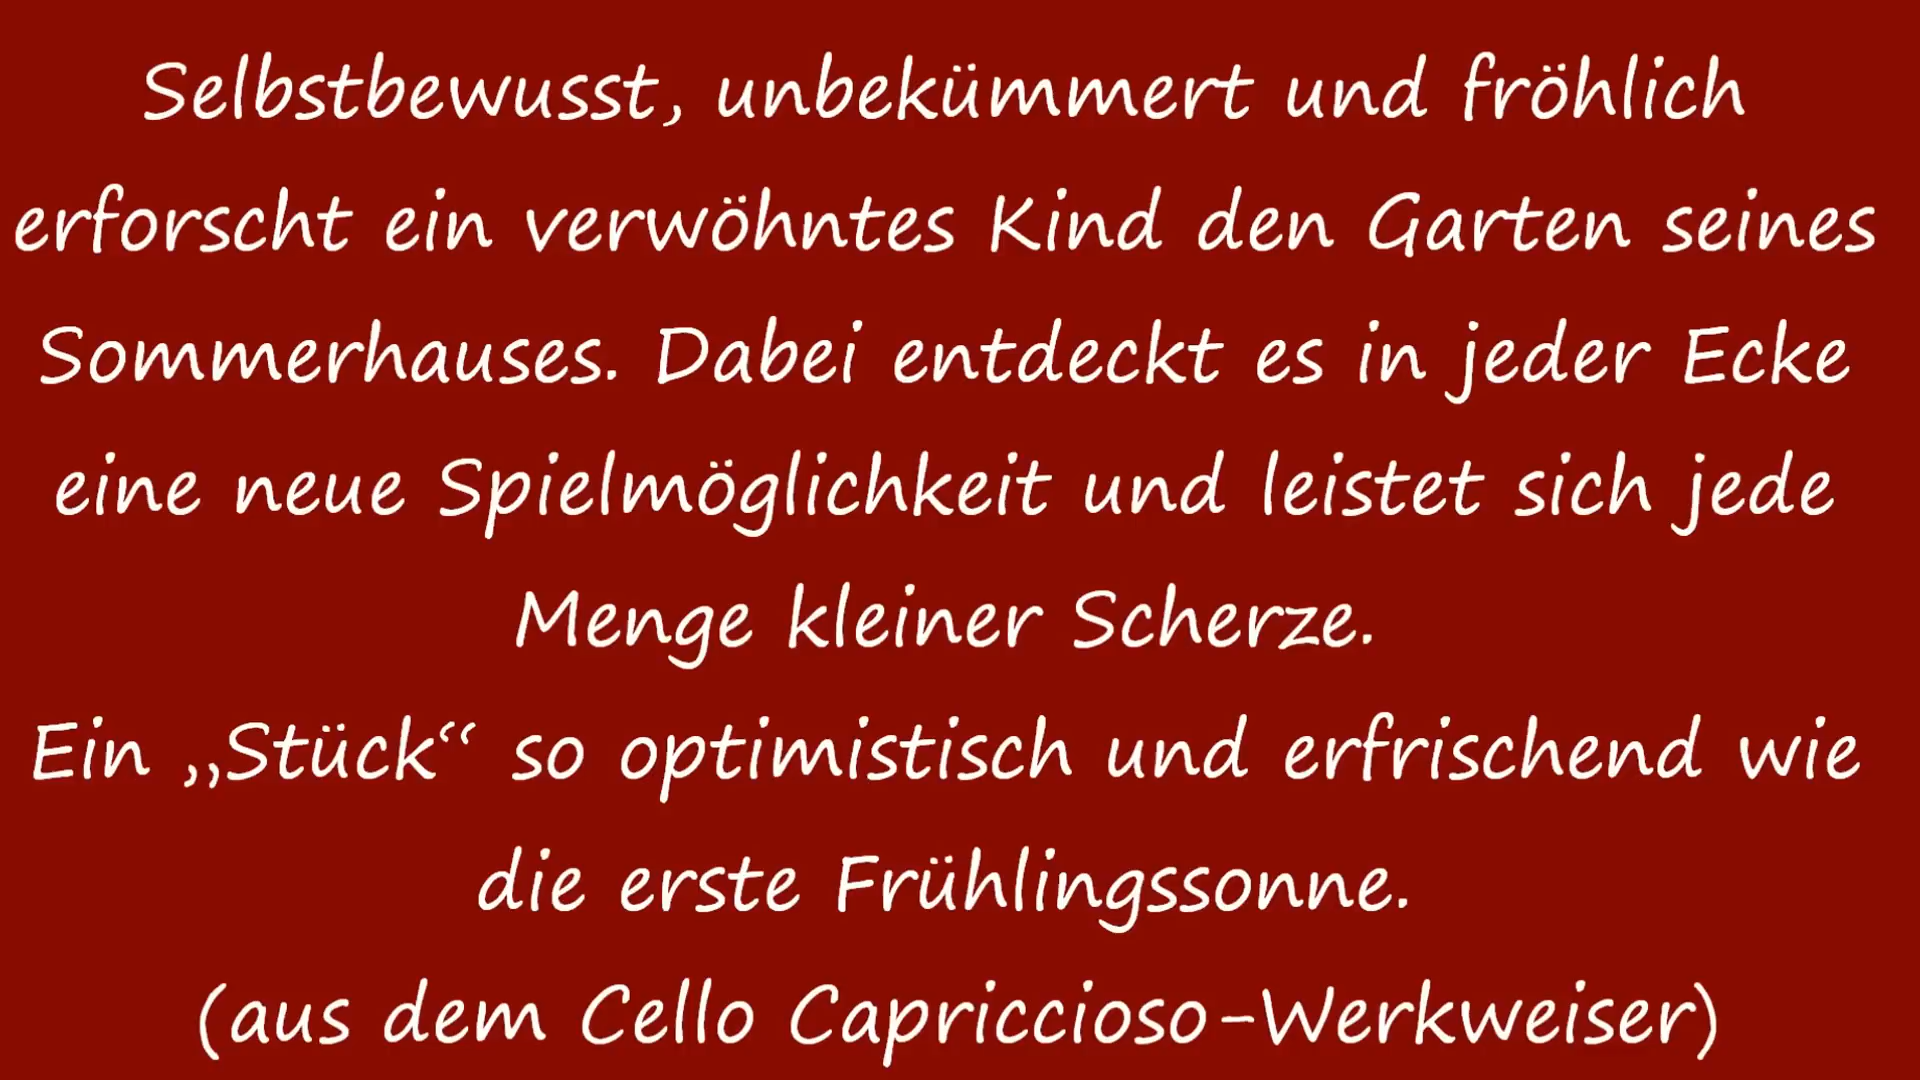 Selbstbewusst, unbekümmert und fröhlich
erforscht ein verwöhntes Kind den Garten seines
Sommerhauses. Dabei entdeckt es in jeder Ecke
eine neue Spielmöglichkeit und leistet sich jede
Menge kleiner Scherze.
Ein „Stück“ so optimistisch und erfrischend wie
die erste Frühlingssonne.
(aus dem Cello Capriccioso-Werkweiser)